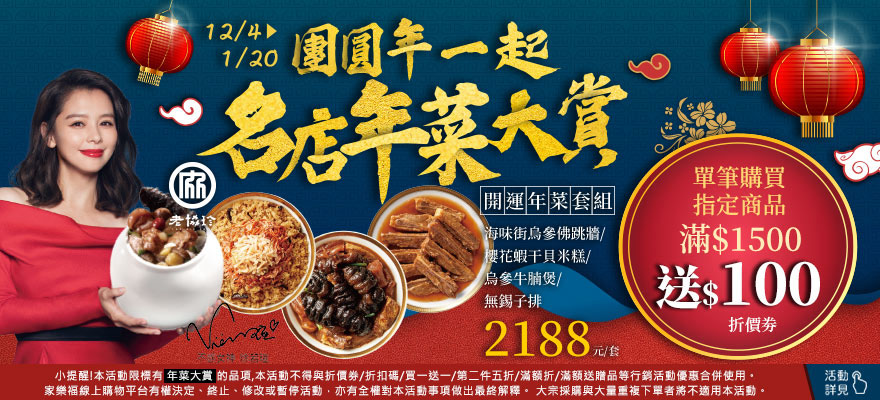 12/4▶
1/20
團圓年一起
名店年菜大賞
老協珍
開運年菜套組
海味街烏參佛跳牆/
櫻花蝦干貝米糕/
烏參牛腩煲/
無錫子排
2188元/套
單筆購買
指定商品
滿$1500
送$100
折價券
小提醒!本活動限標有 年菜大賞 的品項,本活動不得與折價券/折扣碼/買一送一/第二件五折/滿額折/滿額送贈品等行銷活動優惠合併使用。
家樂福線上購物平台有權決定、終止、修改或暫停活動，亦有全權對本活動事項做出最終解釋。 大宗採購與大量重複下單者將不適用本活動。
活動
詳見